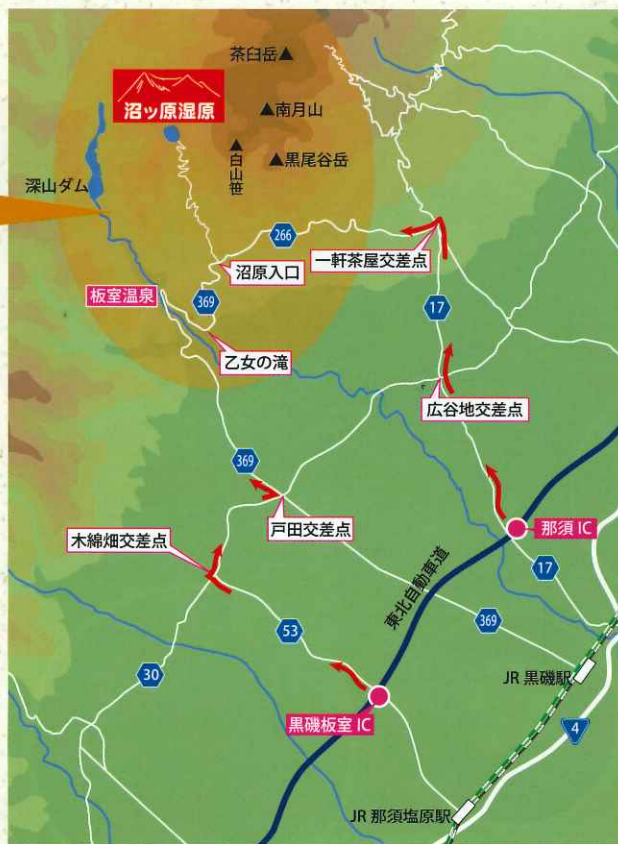 茶臼岳
沼ッ原湿原
南月山
白山笹
黒尾谷岳
深山ダム
266
一軒茶屋交差点
沼原入口
板室温泉
369
17
乙女の滝
広谷地交差点
369
戸田交差点
那須 IC
木綿畑交差点
東北自動車道
17
53
369
30
JR 黒磯駅
黒磯板室 IC
4
JR 那須塩原駅